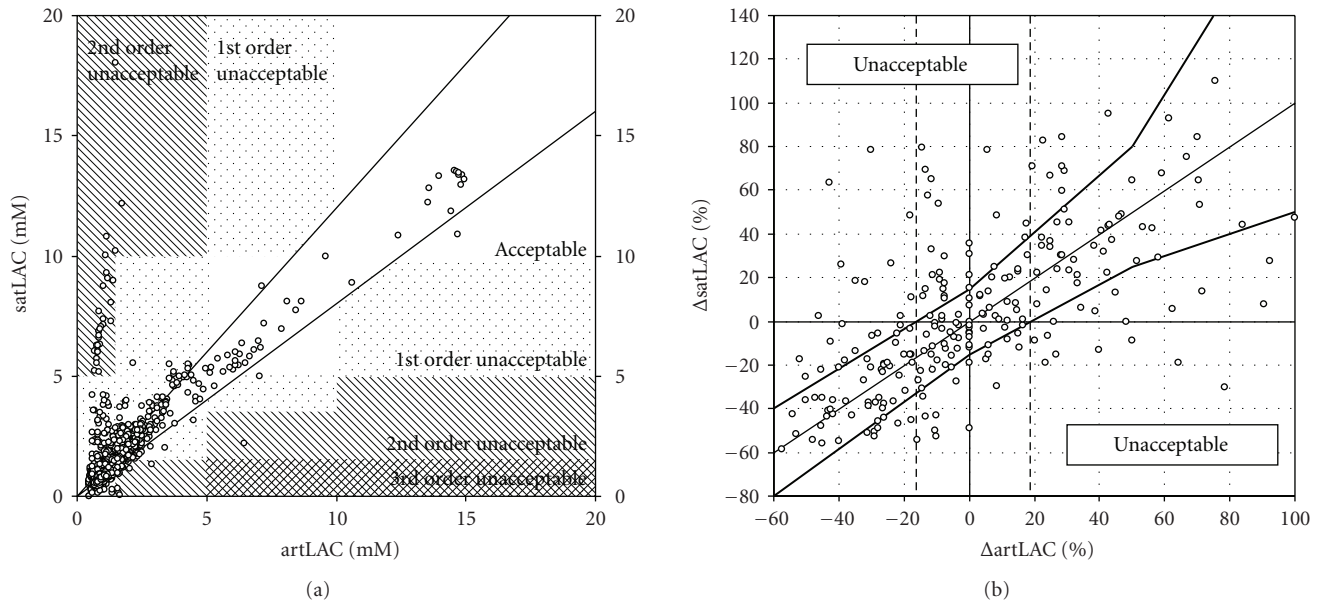 20
15
10
5
0
satLAC (mM)
2nd order
unacceptable
1st order
unacceptable
Acceptable
1st order unacceptable
2nd order unacceptable
3rd order unacceptable
20
15
10
5
0
0 5 10 15 20
artLAC (mM)
(a)
140
120
100
80
60
40
20
0
−20
−40
−60
−80
ΔsatLAC (%)
Unacceptable
Unacceptable
−60 −40 −20 0 20 40 60 80 100
ΔartLAC (%)
(b)